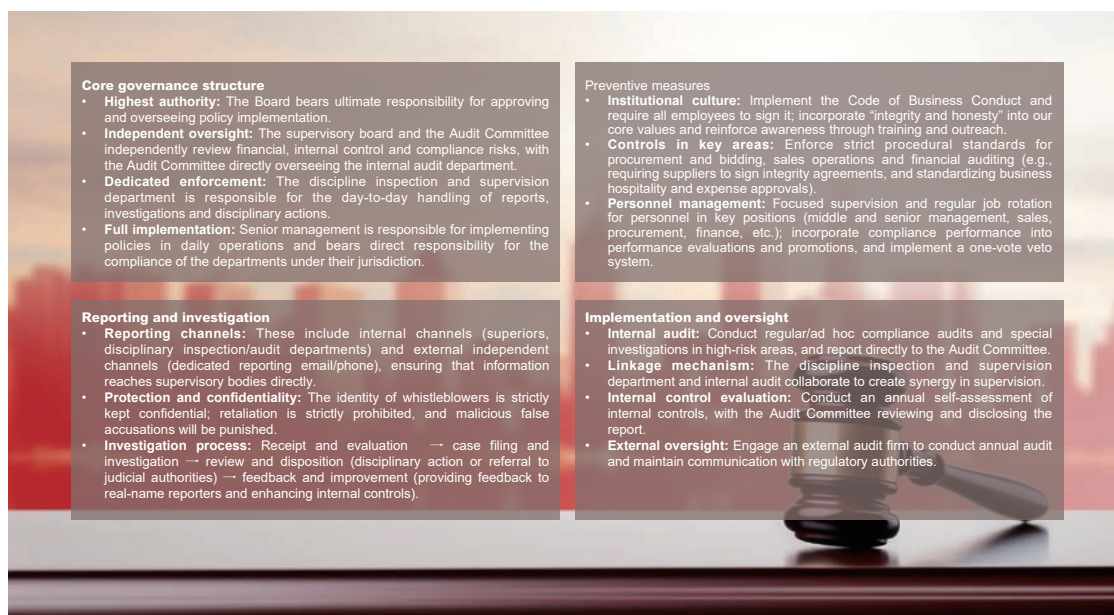 Core governance structure
• Highest authority: The Board bears ultimate responsibility for approving
and overseeing policy implementation.
• Independent oversight: The supervisory board and the Audit Committee
independently review financial, internal control and compliance risks, with
the Audit Committee directly overseeing the internal audit department.
• Dedicated enforcement: The discipline inspection and supervision
department is responsible for the day-to-day handling of reports,
investigations and disciplinary actions.
• Full implementation: Senior management is responsible for implementing
policies in daily operations and bears direct responsibility for the
compliance of the departments under their jurisdiction.
Preventive measures
• Institutional culture: Implement the Code of Business Conduct and
require all employees to sign it; incorporate “integrity and honesty” into our
core values and reinforce awareness through training and outreach.
• Controls in key areas: Enforce strict procedural standards for
procurement and bidding, sales operations and financial auditing (e.g.,
requiring suppliers to sign integrity agreements, and standardizing business
hospitality and expense approvals).
• Personnel management: Focused supervision and regular job rotation
for personnel in key positions (middle and senior management, sales,
procurement, finance, etc.); incorporate compliance performance into
performance evaluations and promotions, and implement a one-vote veto
system.
Reporting and investigation
• Reporting channels: These include internal channels (superiors,
disciplinary inspection/audit departments) and external independent
channels (dedicated reporting email/phone), ensuring that information
reaches supervisory bodies directly.
• Protection and confidentiality: The identity of whistleblowers is strictly
kept confidential; retaliation is strictly prohibited, and malicious false
accusations will be punished.
• Investigation process: Receipt and evaluation → case filing and
investigation → review and disposition (disciplinary action or referral to
judicial authorities) → feedback and improvement (providing feedback to
real-name reporters and enhancing internal controls).
Implementation and oversight
• Internal audit: Conduct regular/ad hoc compliance audits and special
investigations in high-risk areas, and report directly to the Audit Committee.
• Linkage mechanism: The discipline inspection and supervision
department and internal audit collaborate to create synergy in supervision.
• Internal control evaluation: Conduct an annual self-assessment of
internal controls, with the Audit Committee reviewing and disclosing the
report.
• External oversight: Engage an external audit firm to conduct annual audit
and maintain communication with regulatory authorities.